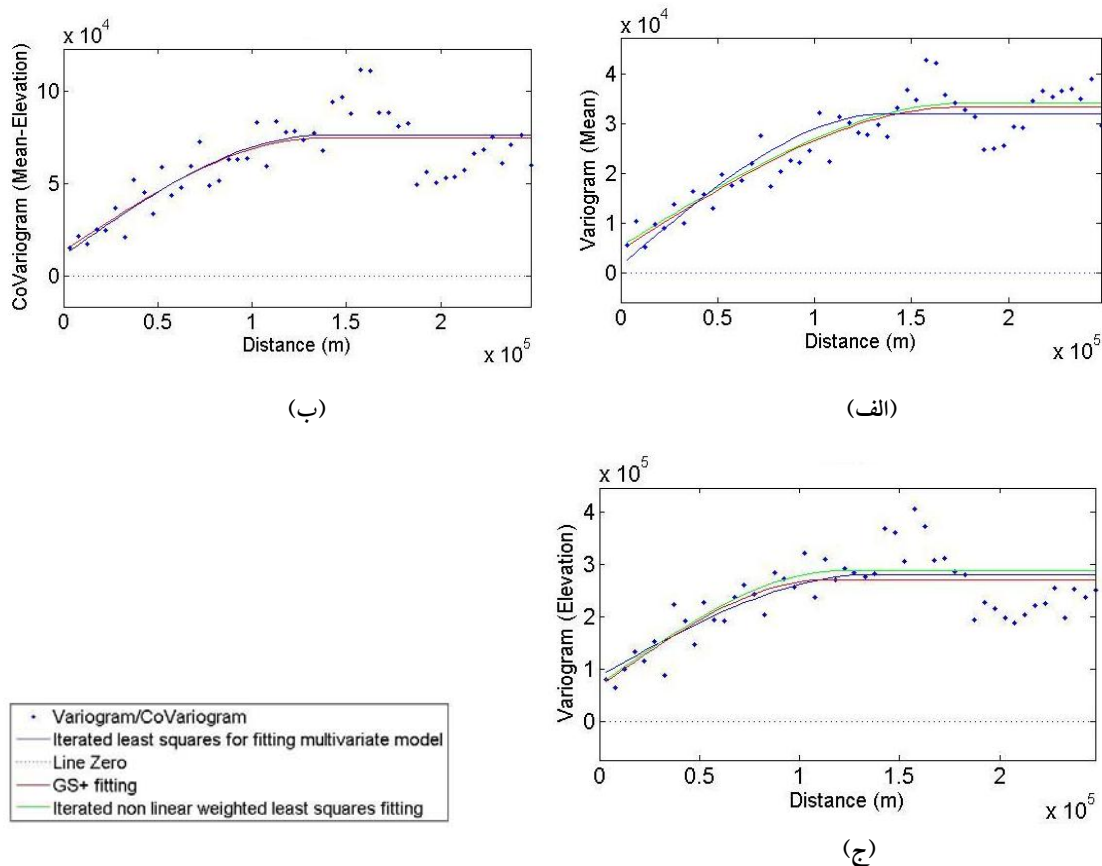 x 10^4
CoVariogram (Mean-Elevation)
10
5
0
0 0.5 1 1.5 2
Distance (m)
x 10^5
(ب)
x 10^4
Variogram (Mean)
4
3
2
1
0
0 0.5 1 1.5 2
Distance (m)
x 10^5
(الف)
x 10^5
Variogram (Elevation)
4
3
2
1
0
0 0.5 1 1.5 2
Distance (m)
x 10^5
(ج)
Variogram/CoVariogram
Iterated least squares for fitting multivariate model
Line Zero
GS+ fitting
Iterated non linear weighted least squares fitting